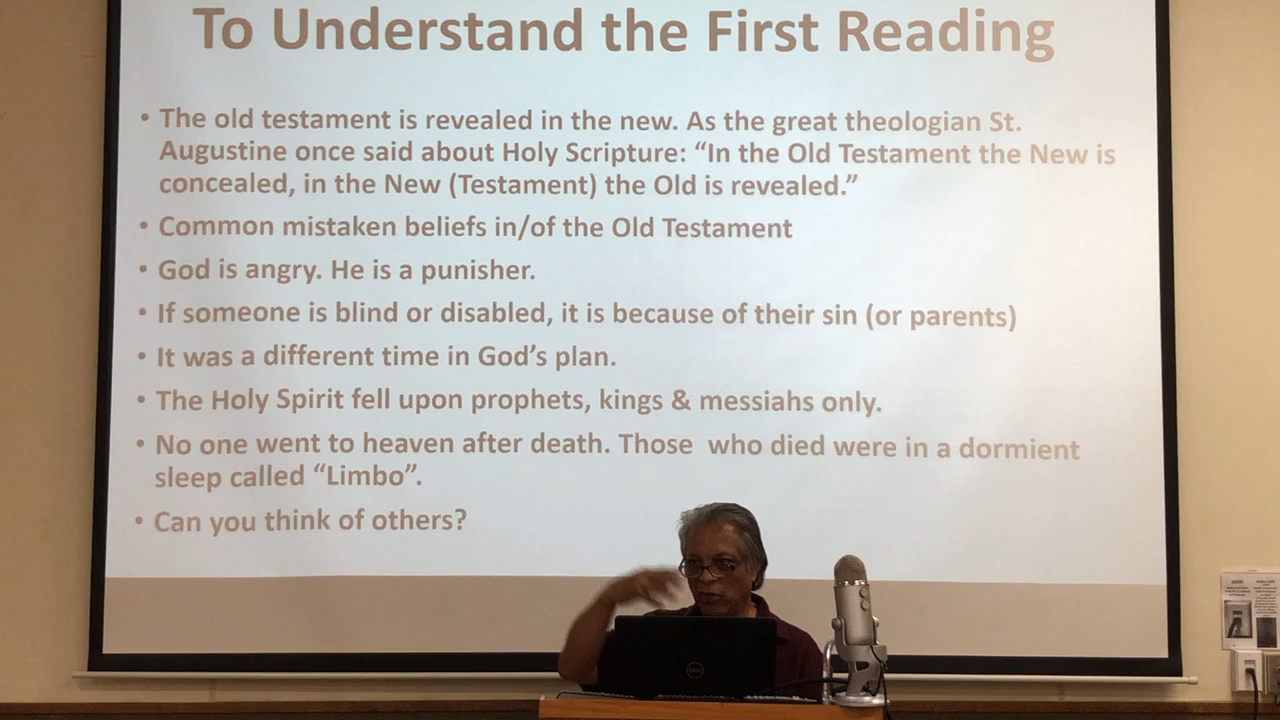 To Understand the First Reading
• The old testament is revealed in the new. As the great theologian St.
Augustine once said about Holy Scripture: “In the Old Testament the New is
concealed, in the New (Testament) the Old is revealed.”
• Common mistaken beliefs in/of the Old Testament
• God is angry. He is a punisher.
• If someone is blind or disabled, it is because of their sin (or parents)
• It was a different time in God’s plan.
• The Holy Spirit fell upon prophets, kings & messiahs only.
• No one went to heaven after death. Those who died were in a dormient
sleep called “Limbo”.
• Can you think of others?
DELL